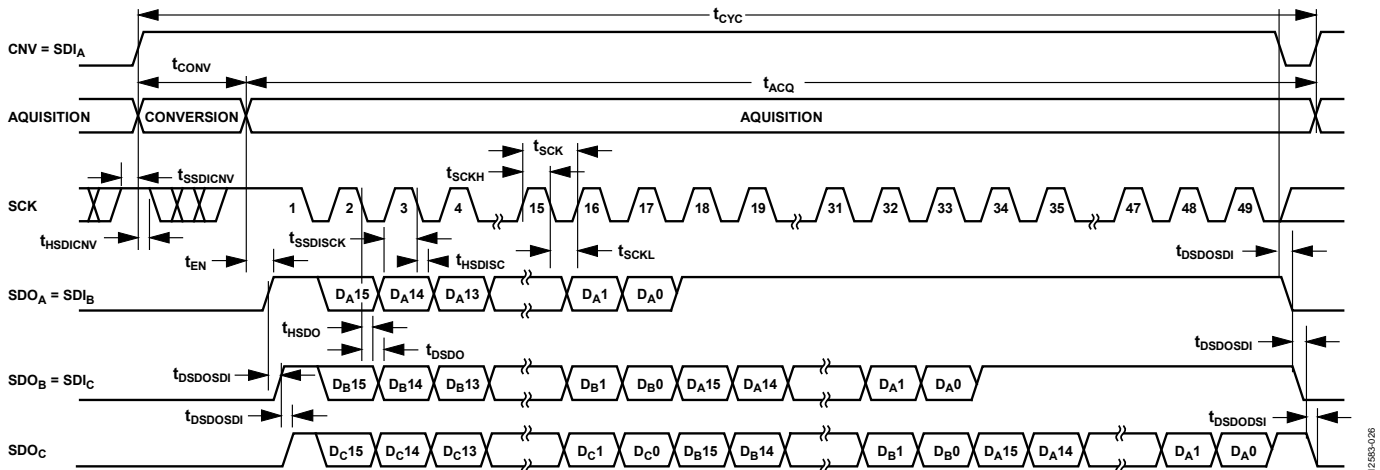 tCYC
CNV = SDIA
tCONV
tACQ
AQUISITION CONVERSION AQUISITION
tSSDICNV
tSCK
tSCKH
SCK 1 2 3 4 15 16 17 18 19 31 32 33 34 35 47 48 49
tHSDICNV
tSSDISCK
tSCKL
tEN
tHSDISC
tDSDOSDI
SDOA = SDIB DA15 DA14 DA13 DA1 DA0
tHSDO
tDSDO
tDSDOSDI
tDSDOSDI
SDOB = SDIC DB15 DB14 DB13 DB1 DB0 DA15 DA14 DA1 DA0
tDSDOSDI
tDSDODSI
SDOC DC15 DC14 DC13 DC1 DC0 DB15 DB14 DB1 DB0 DA15 DA14 DA1 DA0